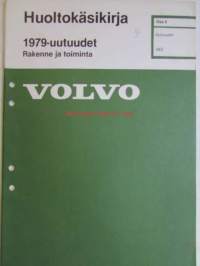 Huoltokäsikirja
1979-uutuudet
Rakenne ja toiminta
VOLVO